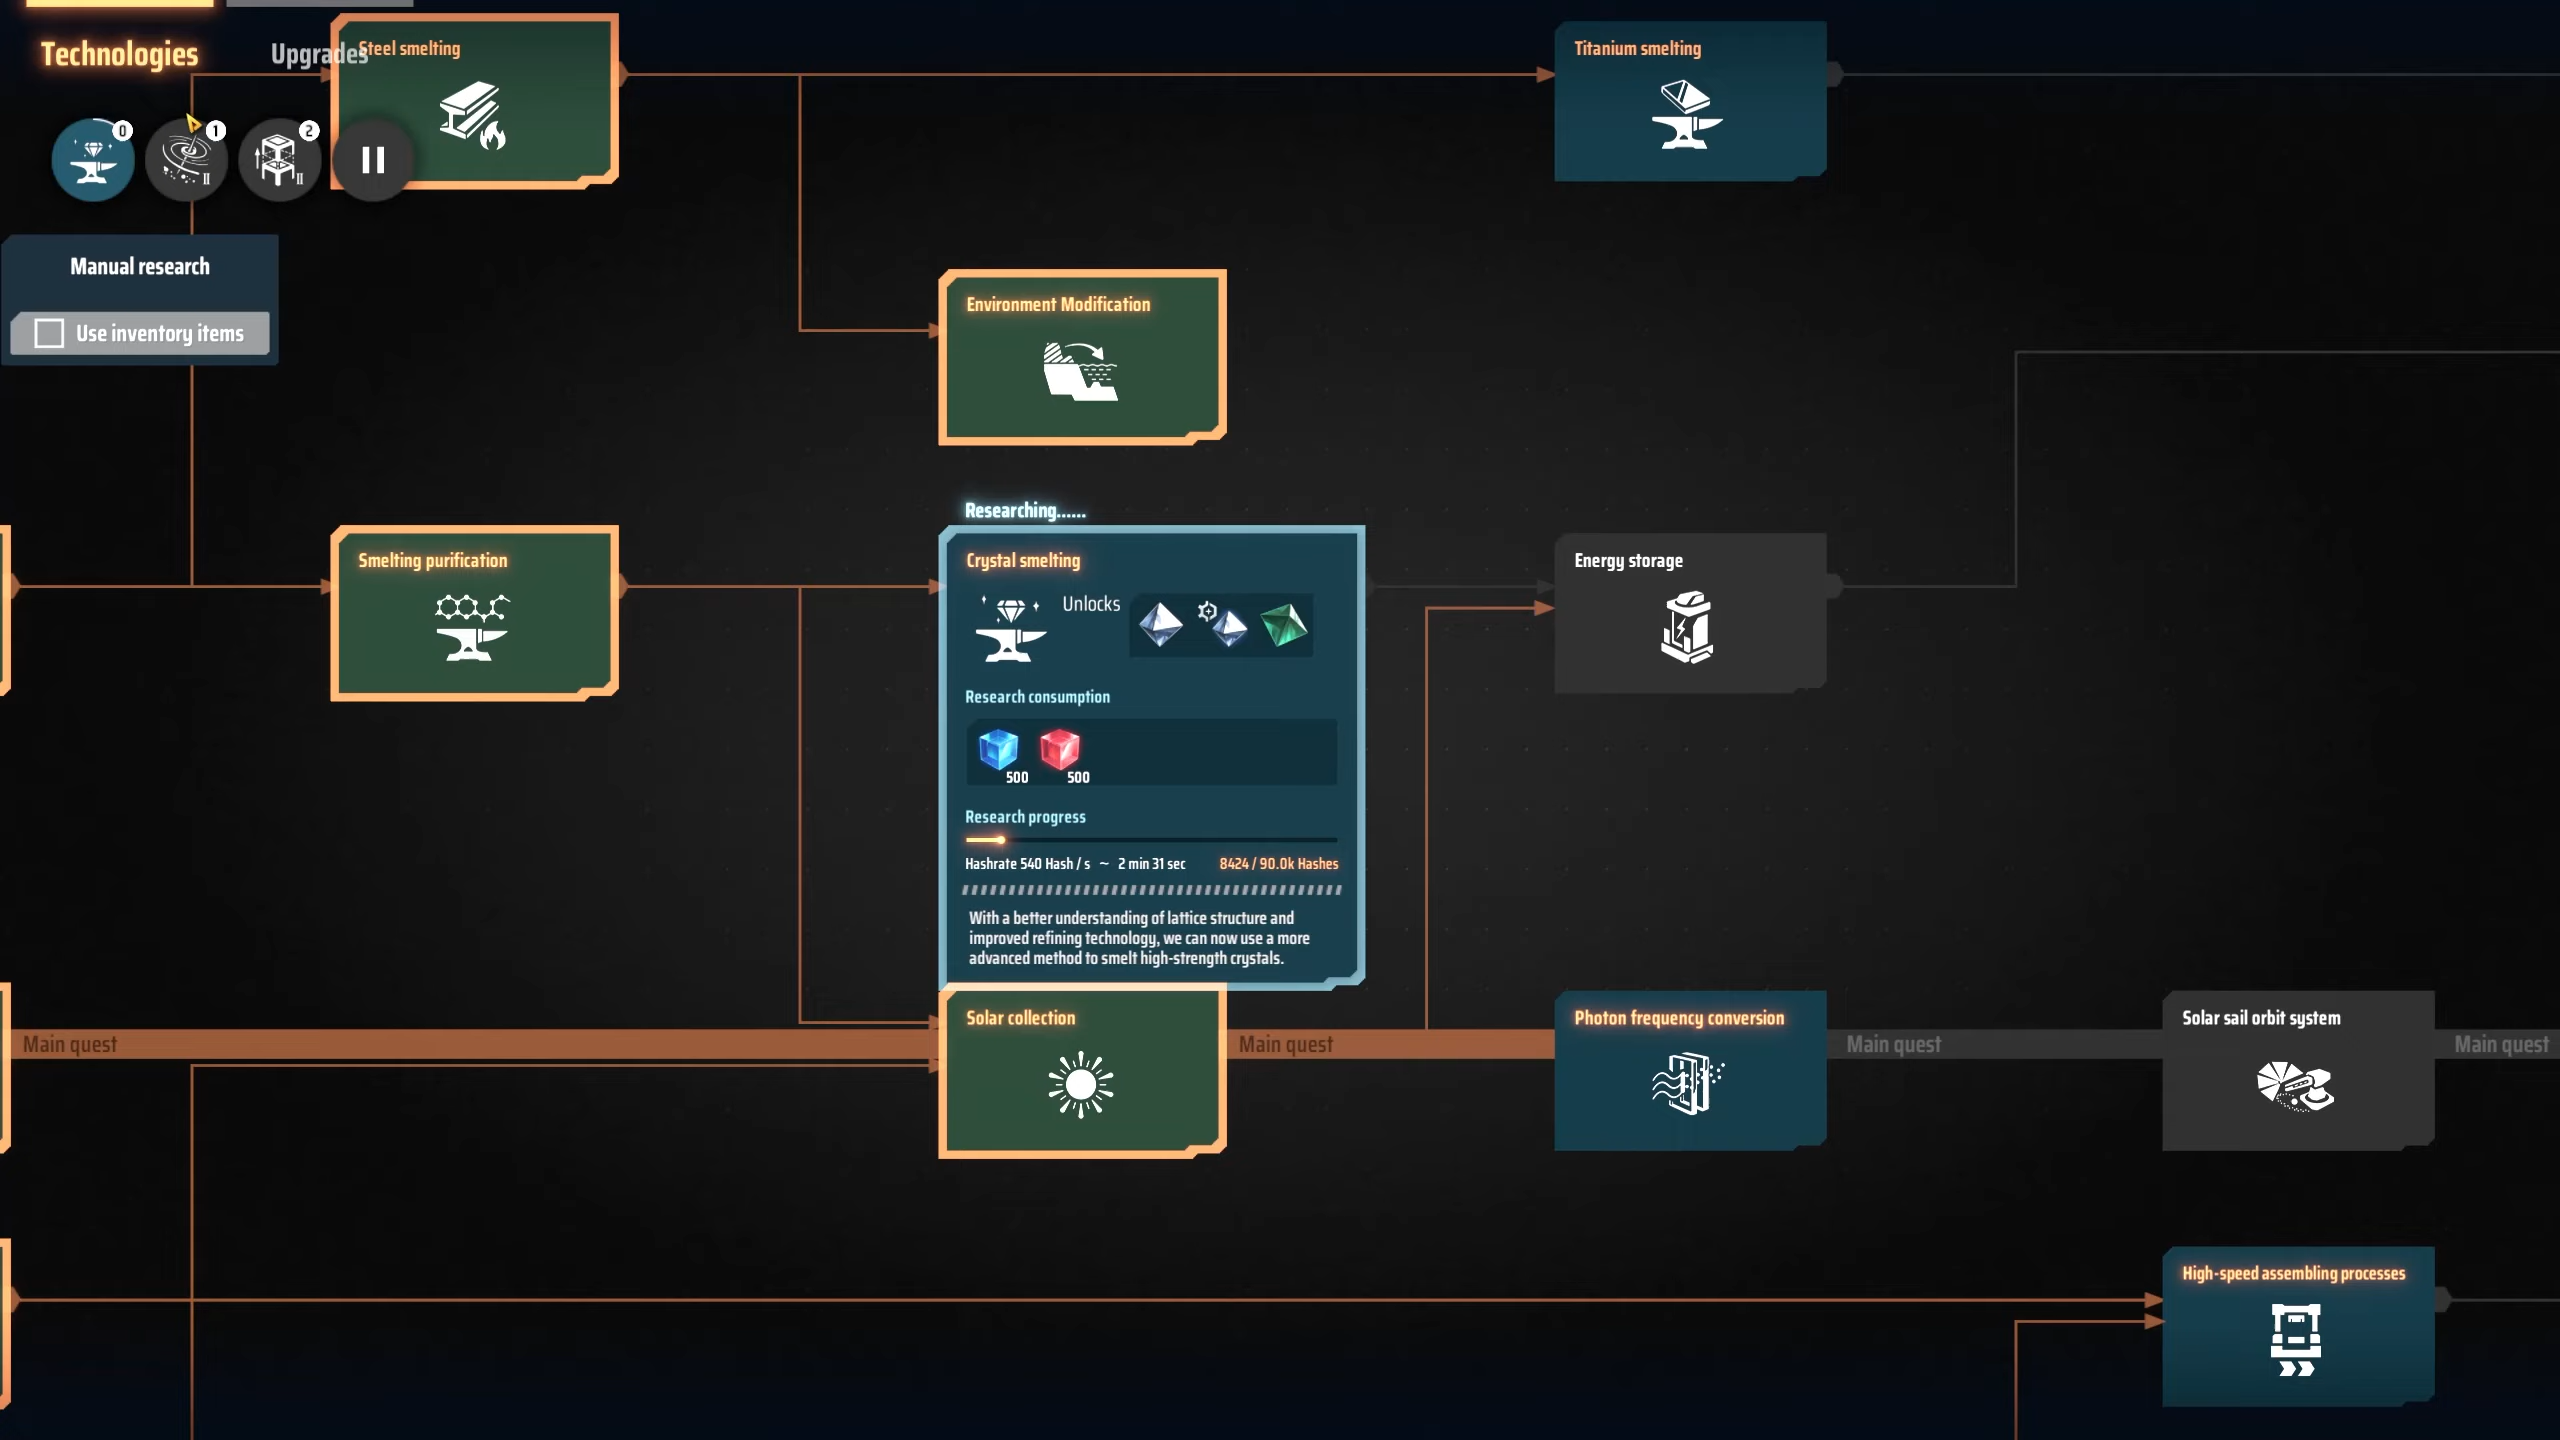 Technologies
Upgrades
Steel smelting
Titanium smelting
0
1
II
2
II
Manual research
Use inventory items
Environment Modification
Researching......
Smelting purification
Crystal smelting
Unlocks
Research consumption
500
500
Research progress
Hashrate 540 Hash / s ~ 2 min 31 sec
8424 / 90.0k Hashes
With a better understanding of lattice structure and
improved refining technology, we can now use a more
advanced method to smelt high-strength crystals.
Energy storage
Main quest
Solar collection
Main quest
Photon frequency conversion
Main quest
Solar sail orbit system
Main quest
High-speed assembling processes